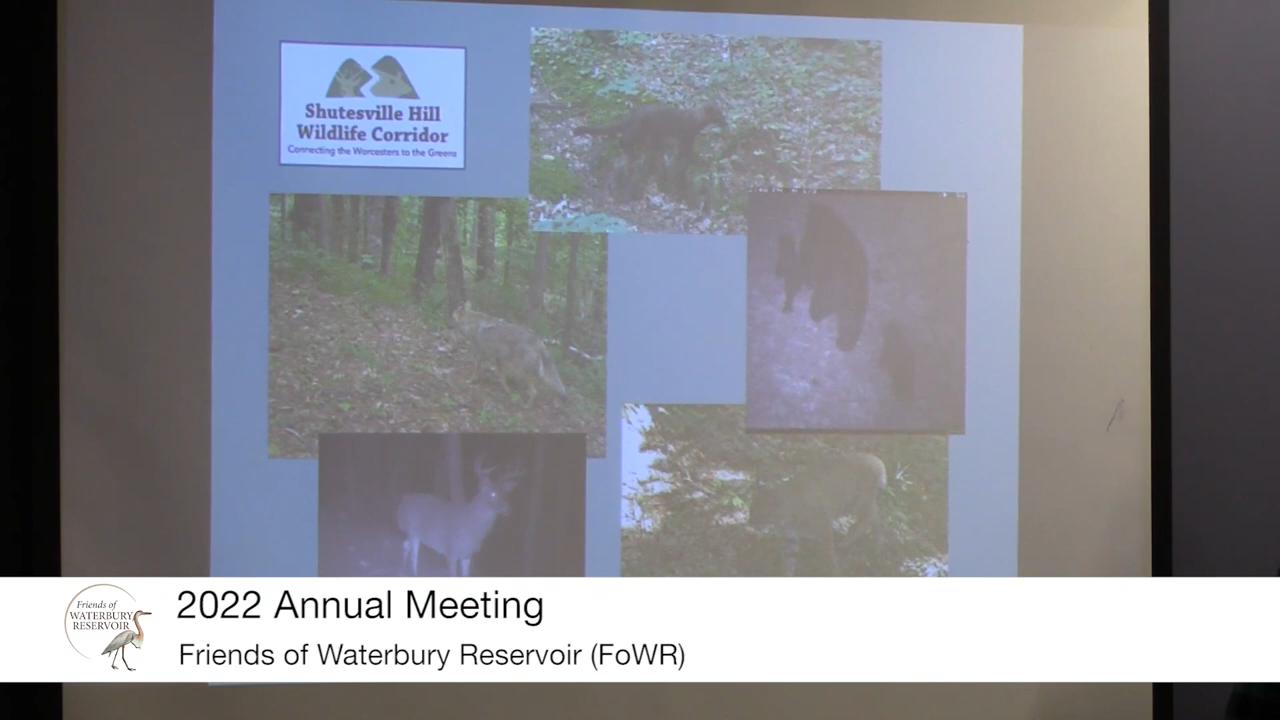 Shutesville Hill
Wildlife Corridor
Connecting the Worcesters to the Greens
Friends of
WATERBURY
RESERVOIR
2022 Annual Meeting
Friends of Waterbury Reservoir (FoWR)